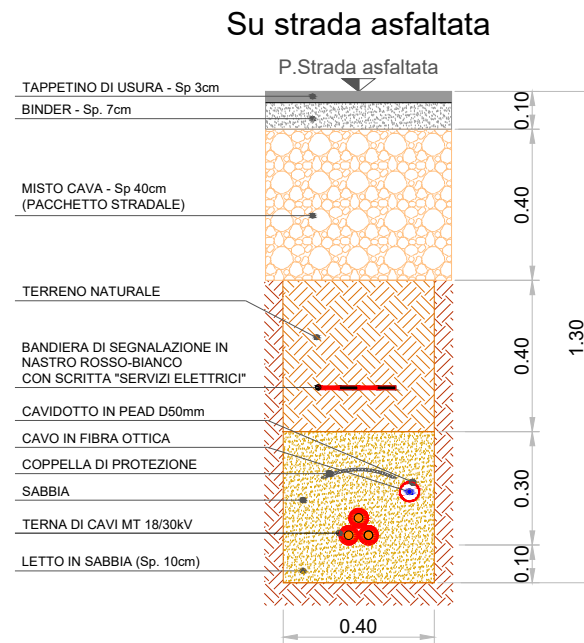 Su strada asfaltata
P.Strada asfaltata
TAPPETINO DI USURA - Sp 3cm
BINDER - Sp. 7cm
MISTO CAVA - Sp 40cm
(PACCHETTO STRADALE)
TERRENO NATURALE
BANDIERA DI SEGNALAZIONE IN
NASTRO ROSSO-BIANCO
CON SCRITTA "SERVIZI ELETTRICI"
CAVIDOTTO IN PEAD D50mm
CAVO IN FIBRA OTTICA
COPPELLA DI PROTEZIONE
SABBIA
TERNA DI CAVI MT 18/30kV
LETTO IN SABBIA (Sp. 10cm)
0.10
0.40
0.40
0.30
0.10
1.30
0.40